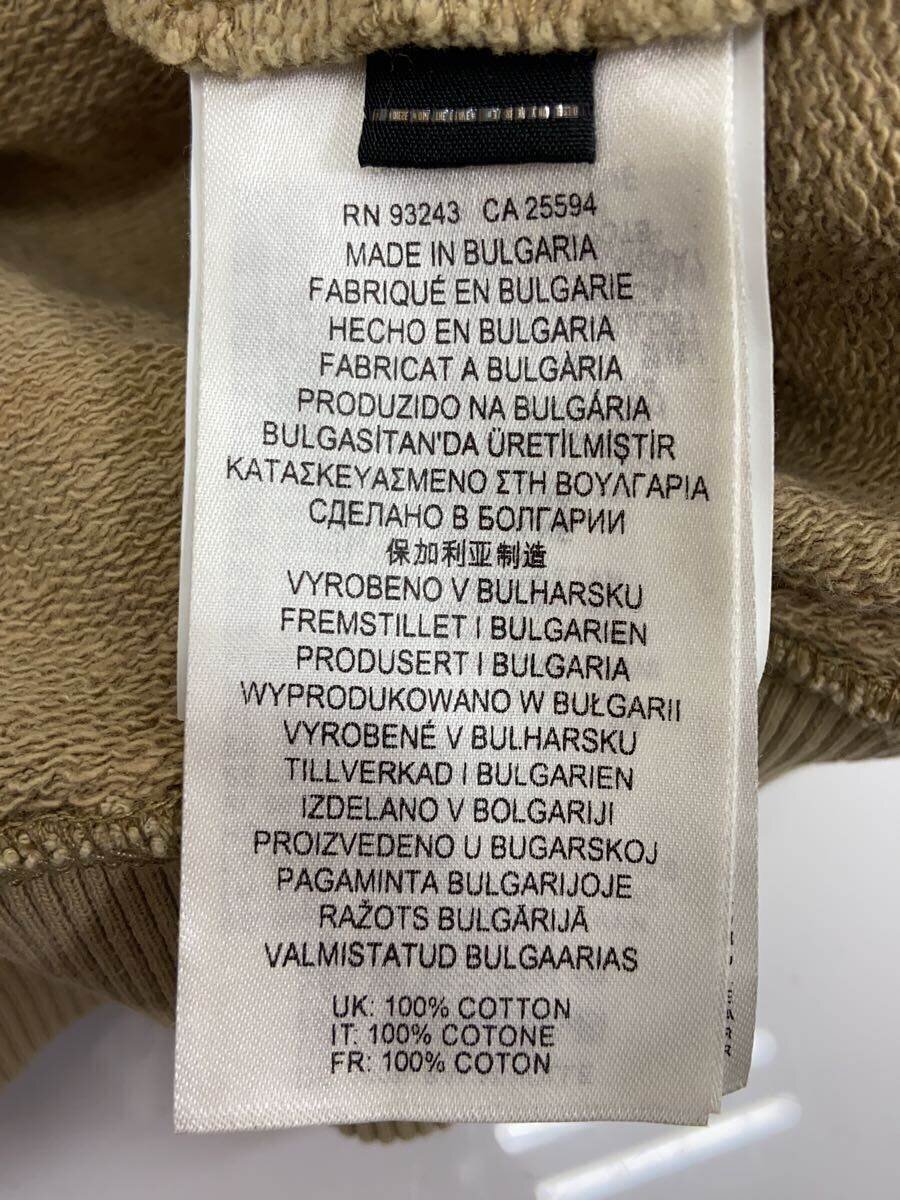 RN 93243 CA 25594
MADE IN BULGARIA
FABRIQUÉ EN BULGARIE
HECHO EN BULGARIA
FABRICAT A BULGÀRIA
PRODUZIDO NA BULGÁRIA
BULGASİTAN'DA ÜRETİLMİŞTİR
ΚΑΤΑΣΚΕΥΑΣΜΕΝΟ ΣΤΗ ΒΟΥΛΓΑΡΙΑ
СДЕЛАНО В БОЛГАРИИ
保加利亚制造
VYROBENO V BULHARSKU
FREMSTILLET I BULGARIEN
PRODUSERT I BULGARIA
WYPRODUKOWANO W BUŁGARII
VYROBENÉ V BULHARSKU
TILLVERKAD I BULGARIEN
IZDELANO V BOLGARIJI
PROIZVEDENO U BUGARSKOJ
PAGAMINTA BULGARIJOJE
RAŽOTS BULGĀRIJĀ
VALMISTATUD BULGAARIAS
UK: 100% COTTON
IT: 100% COTONE
FR: 100% COTON